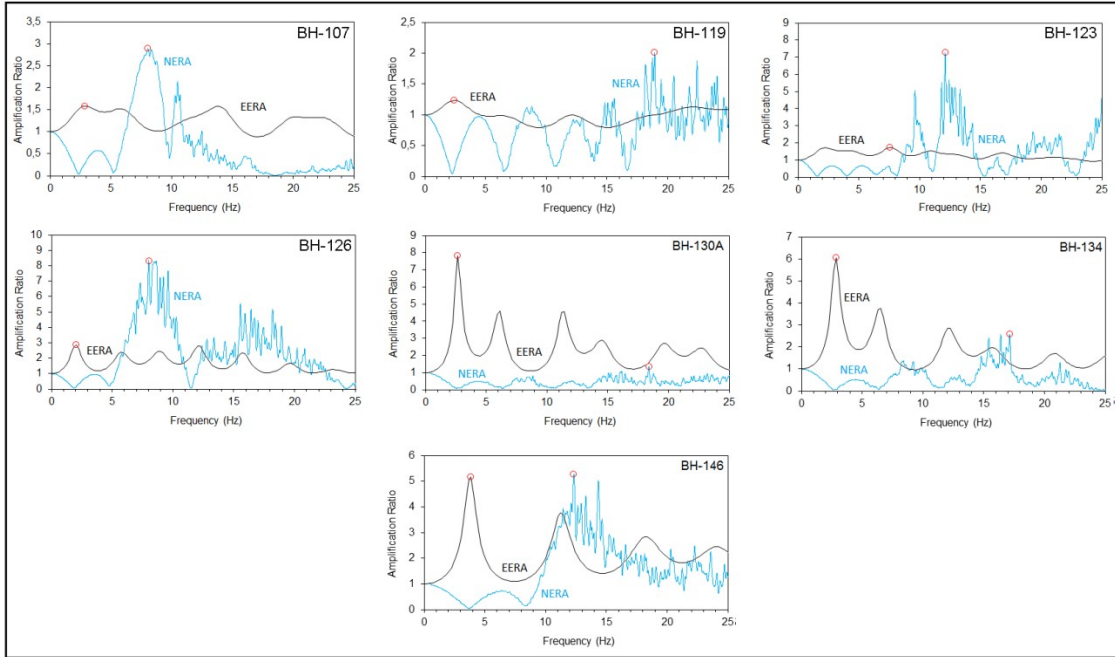 BH-107
Amplification Ratio
3,5
3
2,5
2
1,5
1
0,5
0
NERA
EERA
0 5 10 15 20 25
Frequency (Hz)
BH-119
Amplification Ratio
2,5
2
1,5
1
0,5
0
NERA
EERA
0 5 10 15 20 25
Frequency (Hz)
BH-123
Amplification Ratio
9
8
7
6
5
4
3
2
1
0
EERA
NERA
0 5 10 15 20 25
Frequency (Hz)
BH-126
Amplification Ratio
10
9
8
7
6
5
4
3
2
1
0
NERA
EERA
0 5 10 15 20 25
Frequency (Hz)
BH-130A
Amplification Ratio
9
8
7
6
5
4
3
2
1
0
EERA
NERA
0 5 10 15 20 25
Frequency (Hz)
BH-134
Amplification Ratio
7
6
5
4
3
2
1
0
EERA
NERA
0 5 10 15 20 25
Frequency (Hz)
BH-146
Amplification Ratio
6
5
4
3
2
1
0
EERA
NERA
0 5 10 15 20 25
Frequency (Hz)